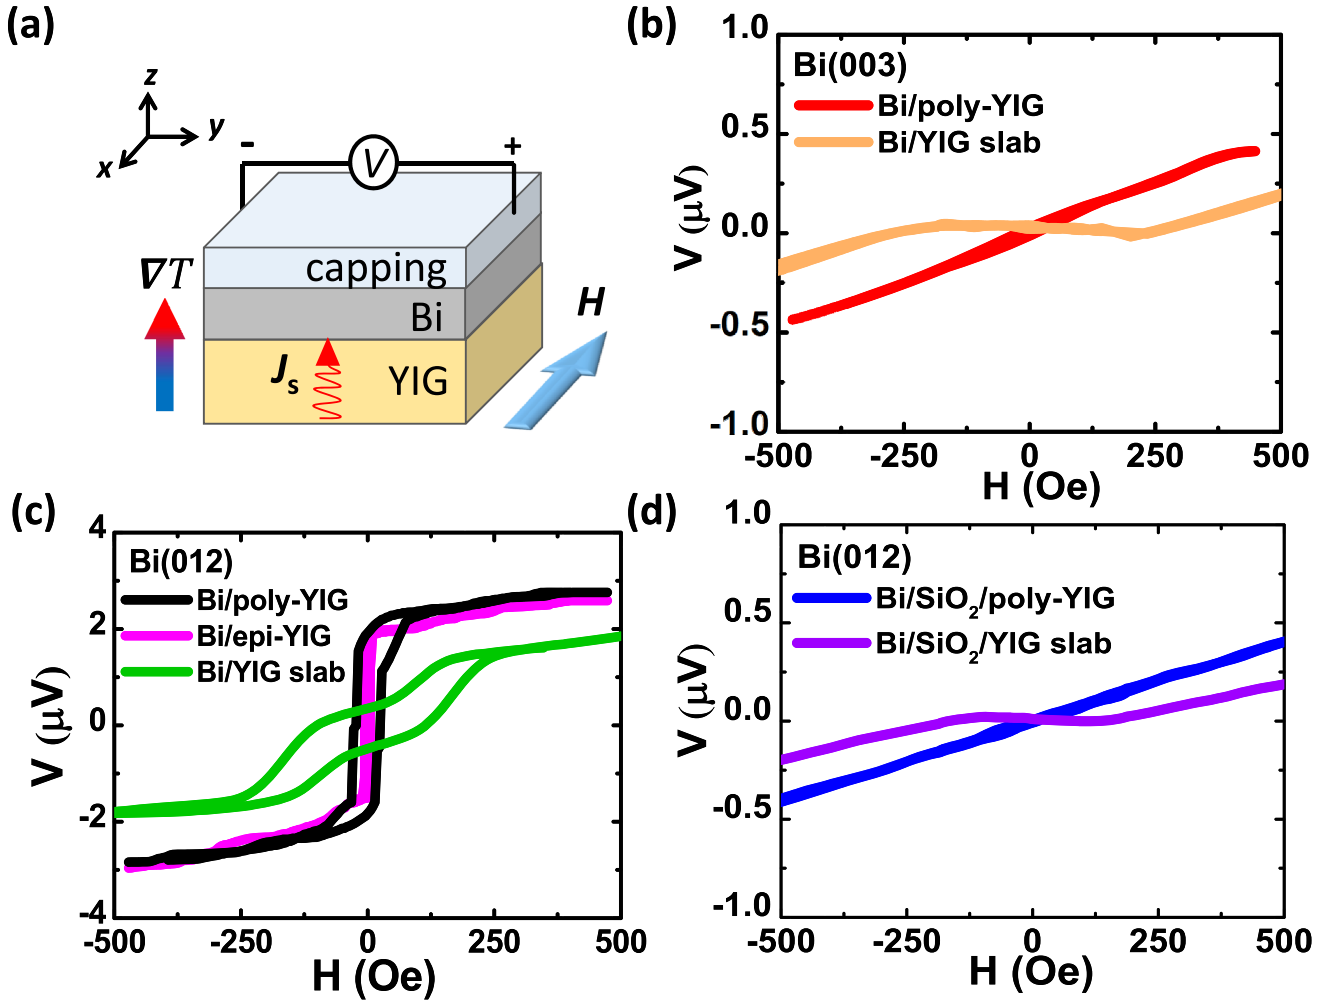 (a)
z
y
x
-
V
+
∇T
capping
Bi
YIG
Js
H
(b)
1.0
0.5
0.0
-0.5
-1.0
V (μV)
Bi(003)
Bi/poly-YIG
Bi/YIG slab
-500 -250 0 250 500
H (Oe)
(c)
4
2
0
-2
-4
V (μV)
Bi(012)
Bi/poly-YIG
Bi/epi-YIG
Bi/YIG slab
-500 -250 0 250 500
H (Oe)
(d)
1.0
0.5
0.0
-0.5
-1.0
V (μV)
Bi(012)
Bi/SiO2/poly-YIG
Bi/SiO2/YIG slab
-500 -250 0 250 500
H (Oe)